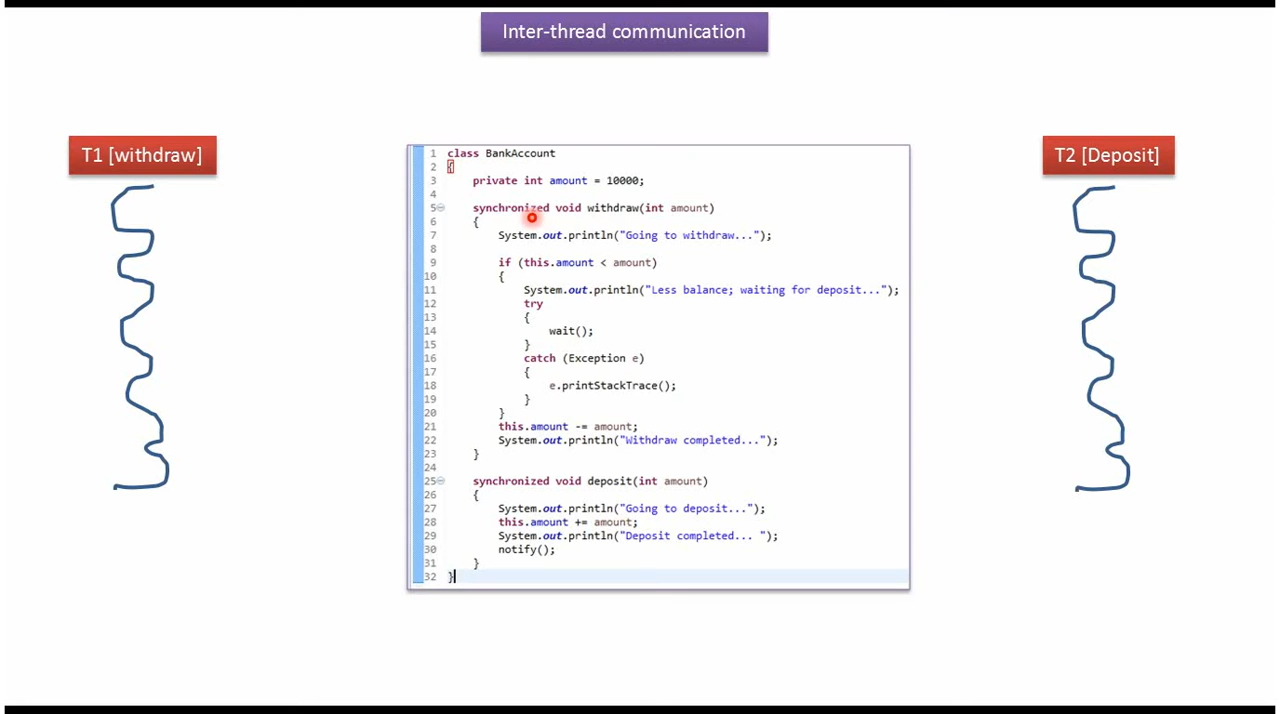 Inter-thread communication
T1 [withdraw]
T2 [Deposit]
1 class BankAccount
2 {
3 private int amount = 10000;
4
5 synchronized void withdraw(int amount)
6 {
7 System.out.println("Going to withdraw...");
8
9 if (this.amount < amount)
10 {
11 System.out.println("Less balance; waiting for deposit...");
12 try
13 {
14 wait();
15 }
16 catch (Exception e)
17 {
18 e.printStackTrace();
19 }
20 }
21 this.amount -= amount;
22 System.out.println("Withdraw completed...");
23 }
24
25 synchronized void deposit(int amount)
26 {
27 System.out.println("Going to deposit...");
28 this.amount += amount;
29 System.out.println("Deposit completed... ");
30 notify();
31 }
32 }